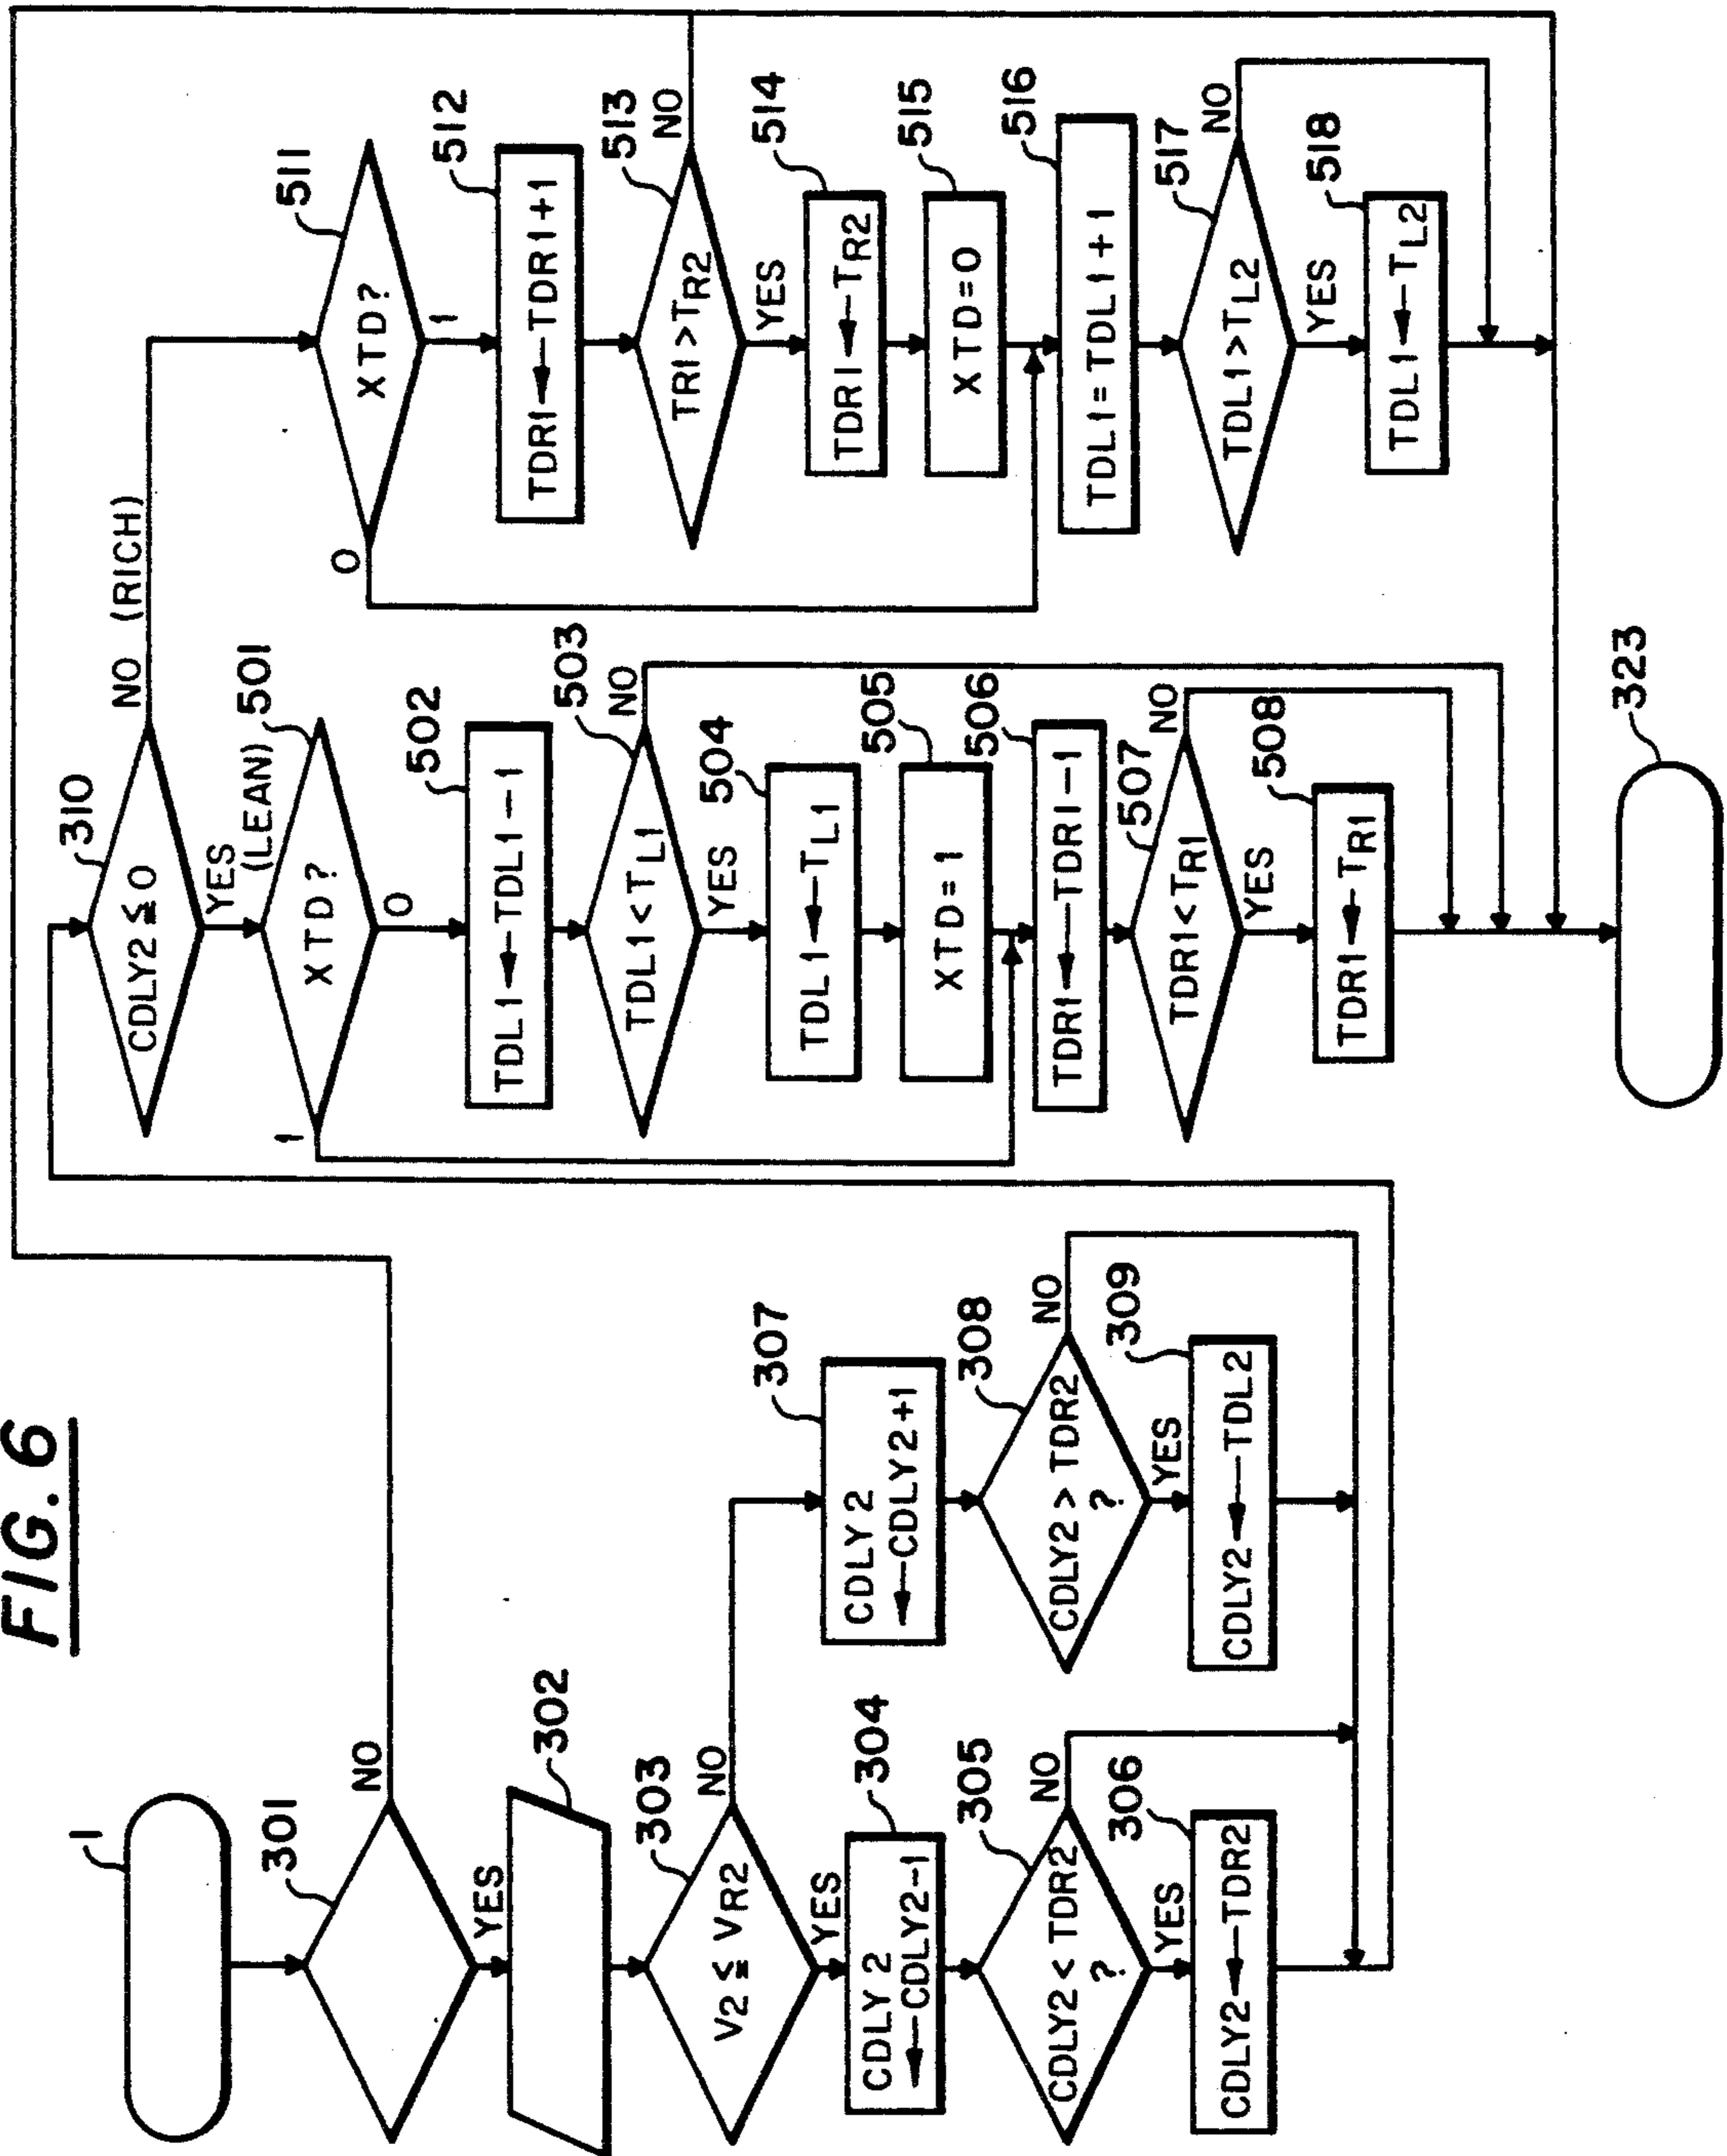 FIG. 6
1
301
NO
YES
302
303
V2 ≦ VR2
NO
YES
304
CDLY2
←CDLY2-1
305
CDLY2 < TDR2
?
NO
YES
306
CDLY2←TDR2
307
CDLY2
←CDLY2+1
308
CDLY2 > TDR2
?
NO
YES
309
CDLY2←TDL2
310
CDLY2 ≦ 0
NO (RICH)
YES
(LEAN)
501
XTD?
1
0
502
TDL1←TDL1-1
503
TDL1 < TL1
NO
YES
504
TDL1←TL1
505
XTD=1
506
TDR1←TDR1-1
507
TDR1 < TR1
NO
YES
508
TDR1←TR1
511
XTD?
0
1
512
TDR1←TDR1+1
513
TR1 > TR2
NO
YES
514
TDR1←TR2
515
XTD=0
516
TDL1=TDL1+1
517
TDL1 > TL2
NO
YES
518
TDL1←TL2
323